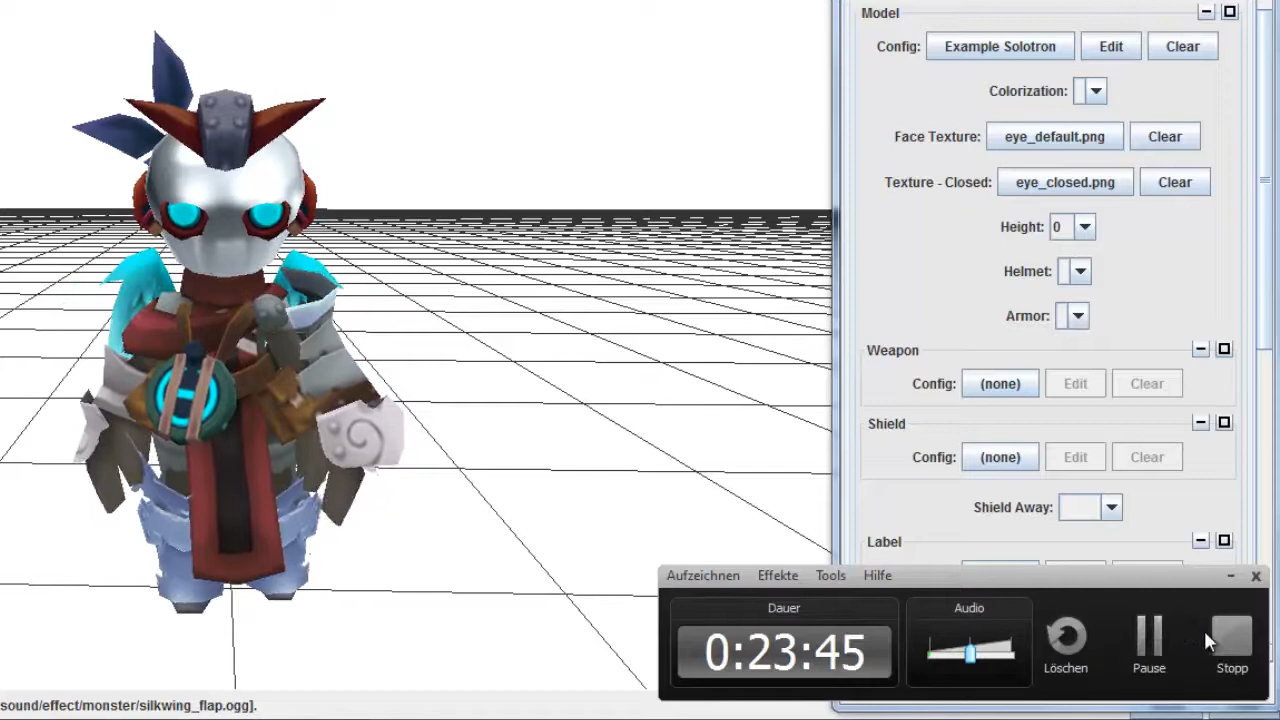 Model
Config: Example Solotron Edit Clear
Colorization:
Face Texture: eye_default.png Clear
Texture - Closed: eye_closed.png Clear
Height: 0
Helmet:
Armor:
Weapon
Config: (none) Edit Clear
Shield
Config: (none) Edit Clear
Shield Away:
Label
Aufzeichnen Effekte Tools Hilfe
Dauer Audio
0:23:45
Löschen Pause Stopp
sound/effect/monster/silkwing_flap.ogg].